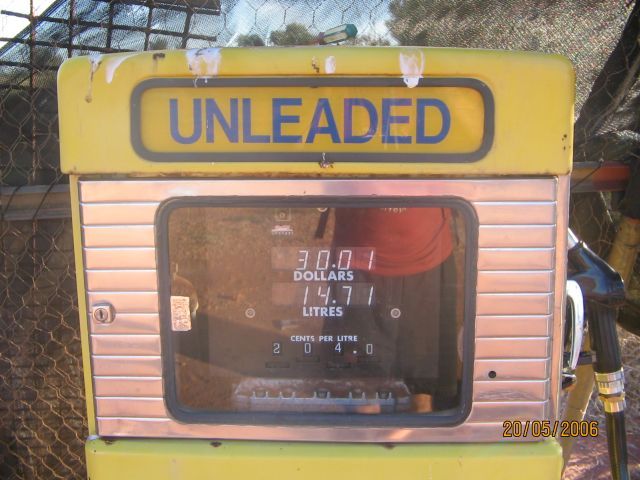 UNLEADED
30.01
DOLLARS
14.71
LITRES
CENTS PER LITRE
2 0 4.0
20/05/2006